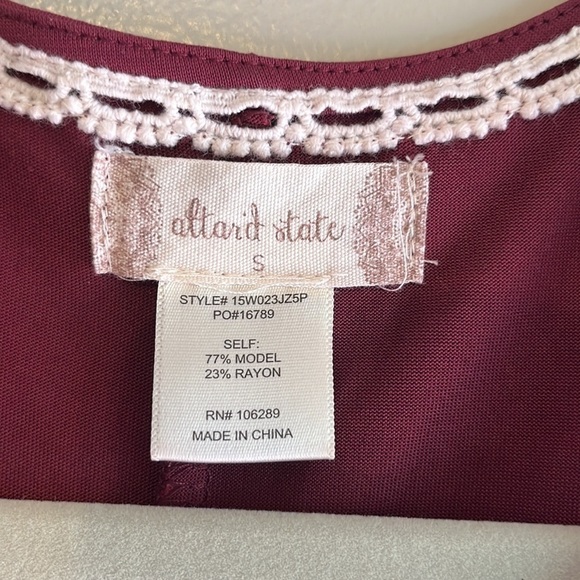 altar'd state
S
STYLE# 15W023JZ5P
PO#16789
SELF:
77% MODEL
23% RAYON
RN# 106289
MADE IN CHINA